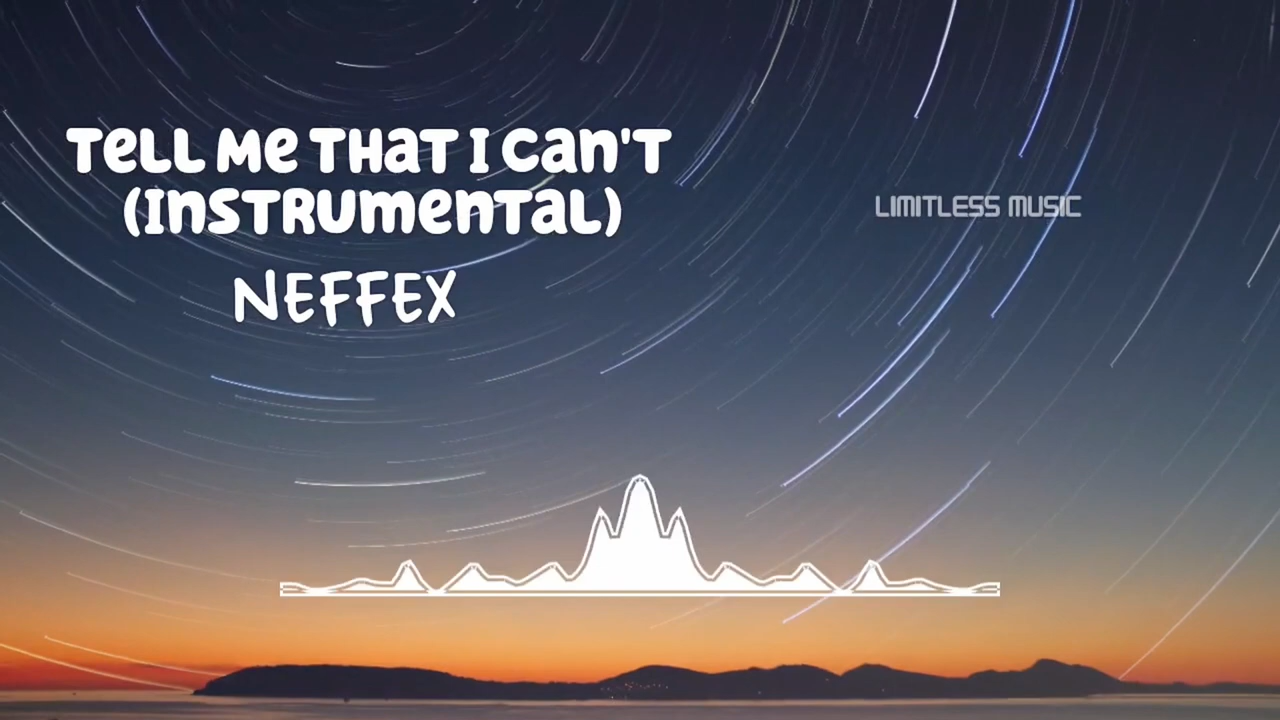 Tell Me That I Can't
(Instrumental)
NEFFEX
LIMITLESS MUSIC